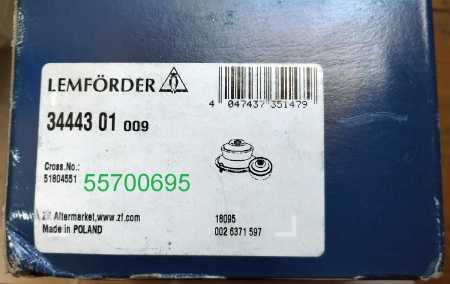 LEMFÖRDER
4 047437 351479
34443 01 009
Cross.No.:
51804551
55700695
ZF Aftermarket,www.zf.com
Made in POLAND
18095
002 6371 597